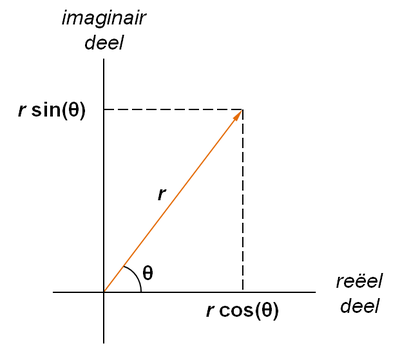 imaginair
deel
r sin(θ)
r
θ
reëel
deel
r cos(θ)